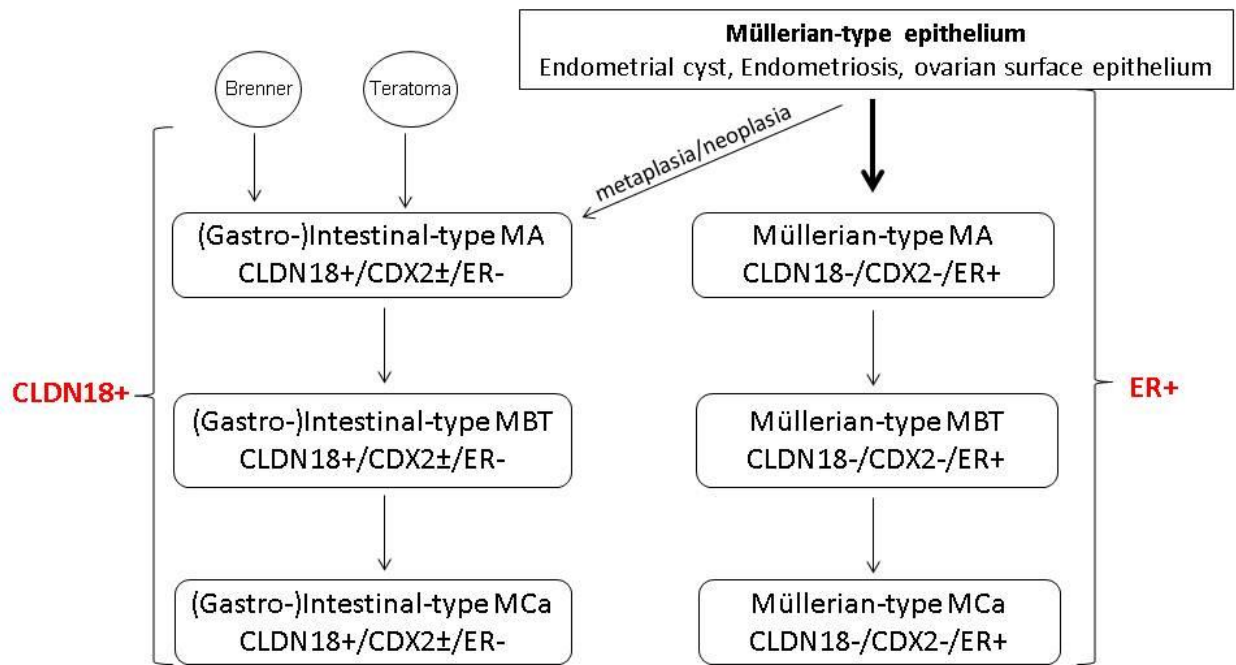 Müllerian-type epithelium
Endometrial cyst, Endometriosis, ovarian surface epithelium
Brenner
Teratoma
metaplasia/neoplasia
(Gastro-)Intestinal-type MA
CLDN18+/CDX2±/ER-
Müllerian-type MA
CLDN18-/CDX2-/ER+
CLDN18+
(Gastro-)Intestinal-type MBT
CLDN18+/CDX2±/ER-
Müllerian-type MBT
CLDN18-/CDX2-/ER+
ER+
(Gastro-)Intestinal-type MCa
CLDN18+/CDX2±/ER-
Müllerian-type MCa
CLDN18-/CDX2-/ER+